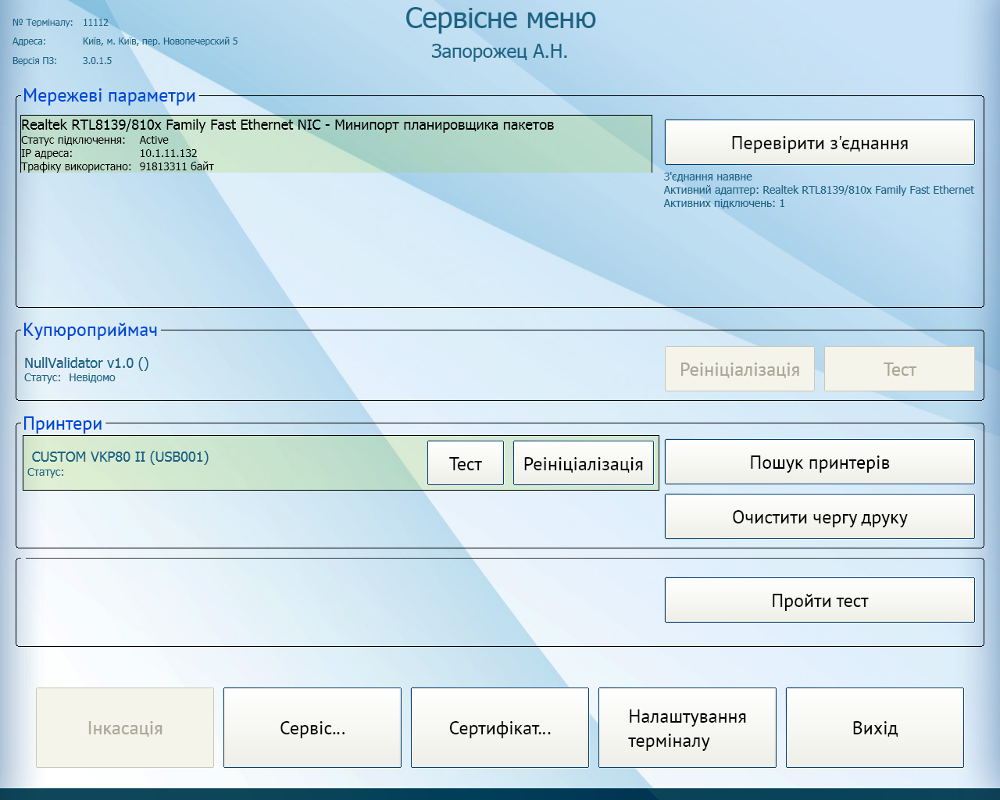 Сервісне меню
Запорожец А.Н.
№ Терміналу: 11112
Адреса: Київ, м. Київ, пер. Новопечерский 5
Версія ПЗ: 3.0.1.5
Мережеві параметри
Realtek RTL8139/810x Family Fast Ethernet NIC - Минипорт планировщика пакетов
Статус підключення: Active
IP адреса: 10.1.11.132
Трафіку використано: 91813311 байт
Перевірити з'єднання
З'єднання наявне
Активний адаптер: Realtek RTL8139/810x Family Fast Ethernet
Активних підключень: 1
Купюроприймач
NullValidator v1.0 ()
Статус: Невідомо
Реініціалізація
Тест
Принтери
CUSTOM VKP80 II (USB001)
Статус:
Тест
Реініціалізація
Пошук принтерів
Очистити чергу друку
Пройти тест
Інкасація
Сервіс...
Сертифікат...
Налаштування
терміналу
Вихід